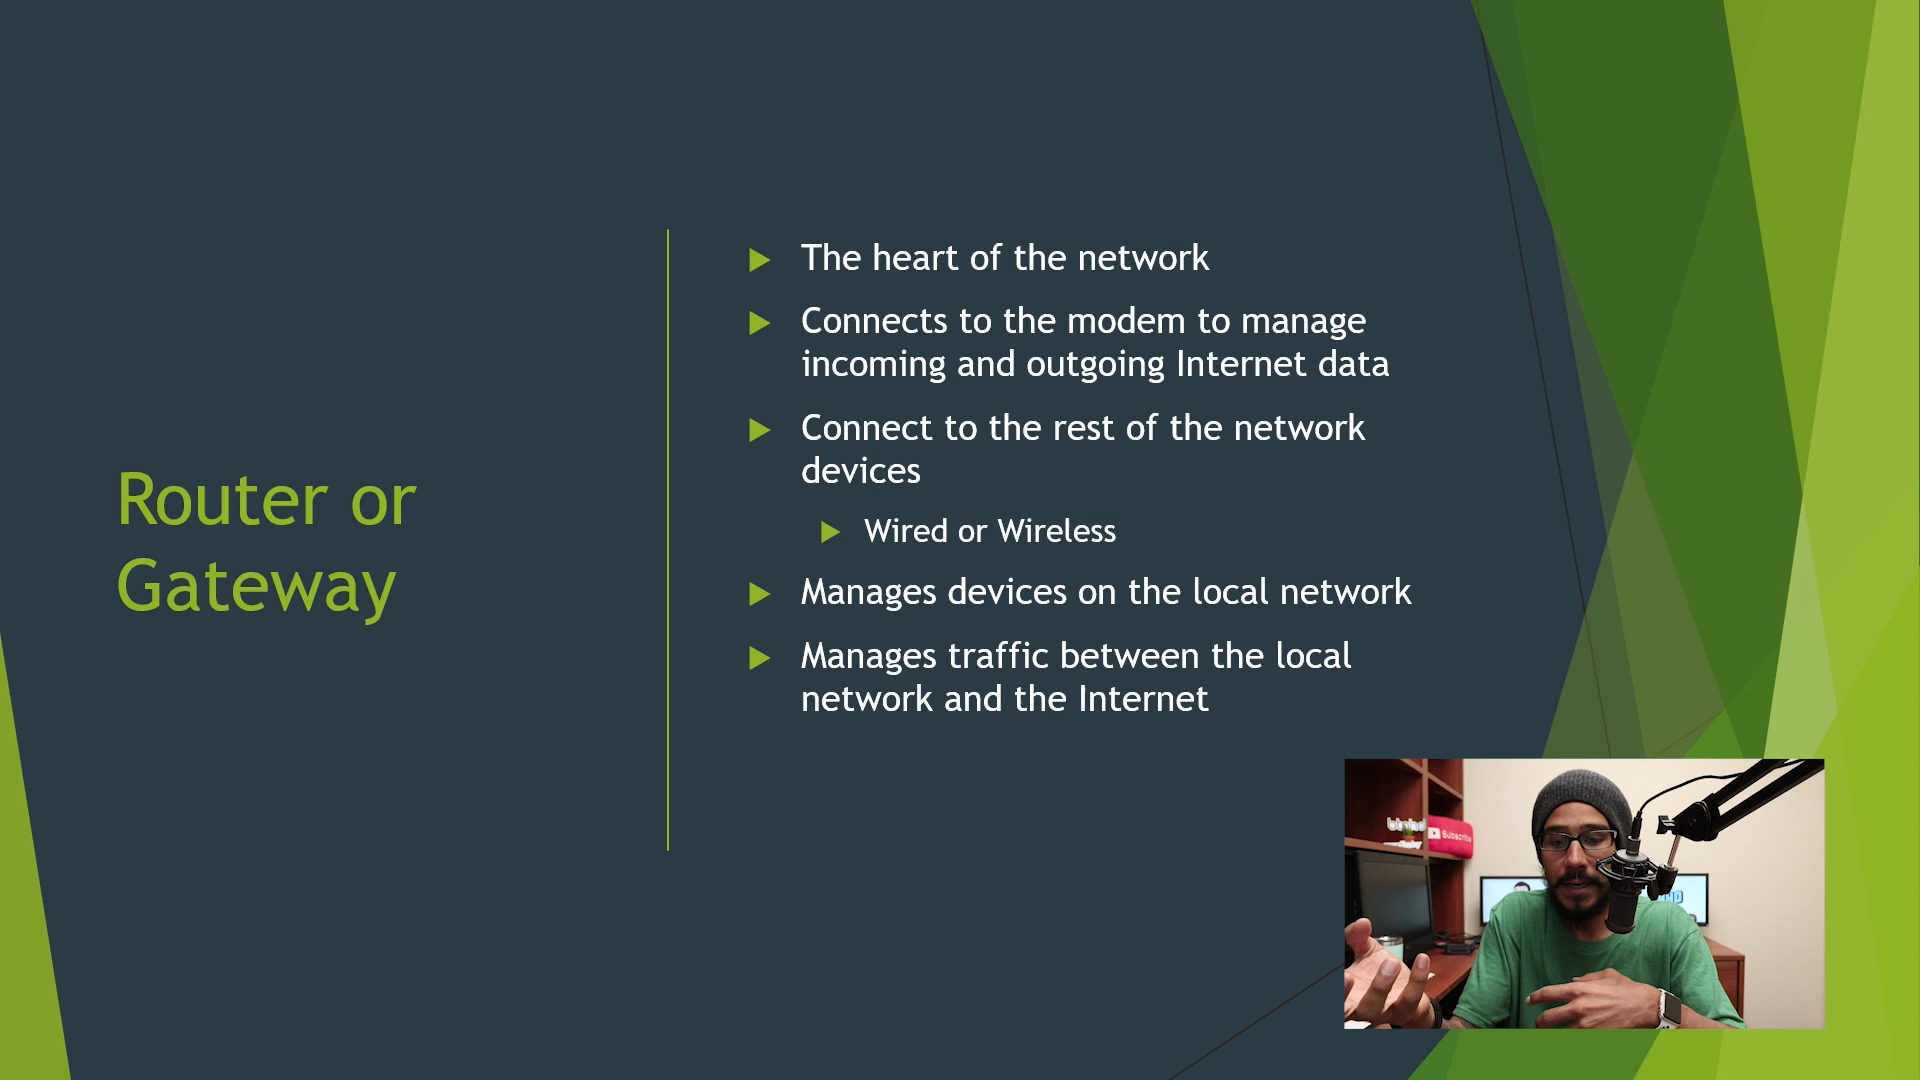 Router or
Gateway
The heart of the network
Connects to the modem to manage
incoming and outgoing Internet data
Connect to the rest of the network
devices
Wired or Wireless
Manages devices on the local network
Manages traffic between the local
network and the Internet
Subscribe